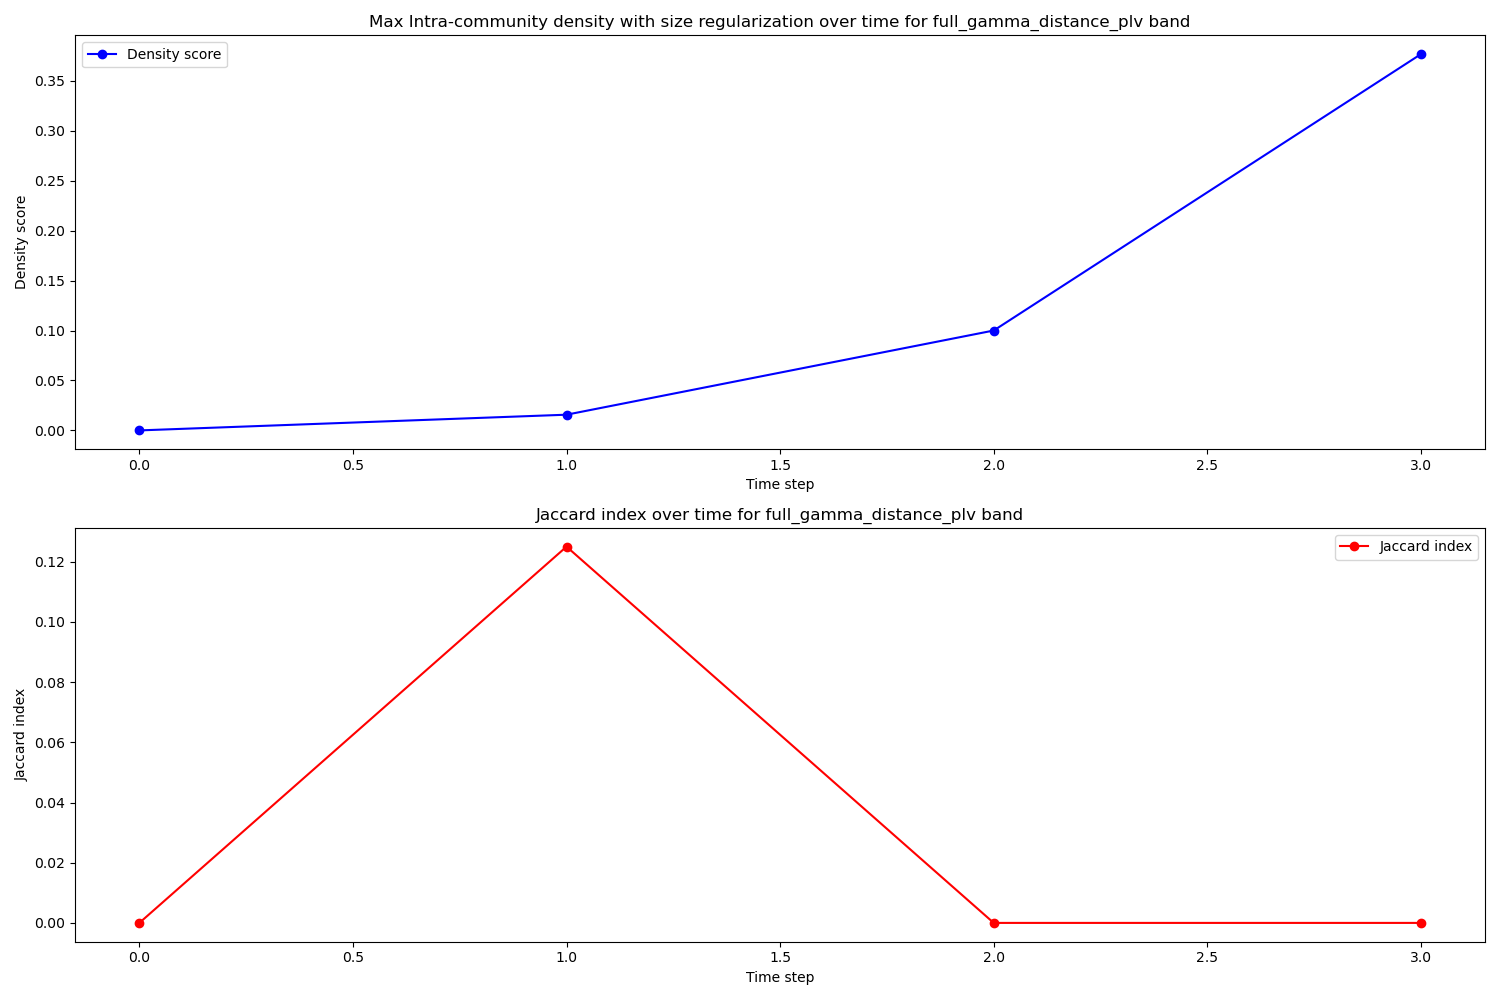 Max Intra-community density with size regularization over time for full_gamma_distance_plv band
Density score
0.35
0.30
0.25
0.20
0.15
0.10
0.05
0.00
Density score
0.0 0.5 1.0 1.5 2.0 2.5 3.0
Time step
Jaccard index over time for full_gamma_distance_plv band
Jaccard index
0.12
0.10
0.08
0.06
0.04
0.02
0.00
Jaccard index
0.0 0.5 1.0 1.5 2.0 2.5 3.0
Time step